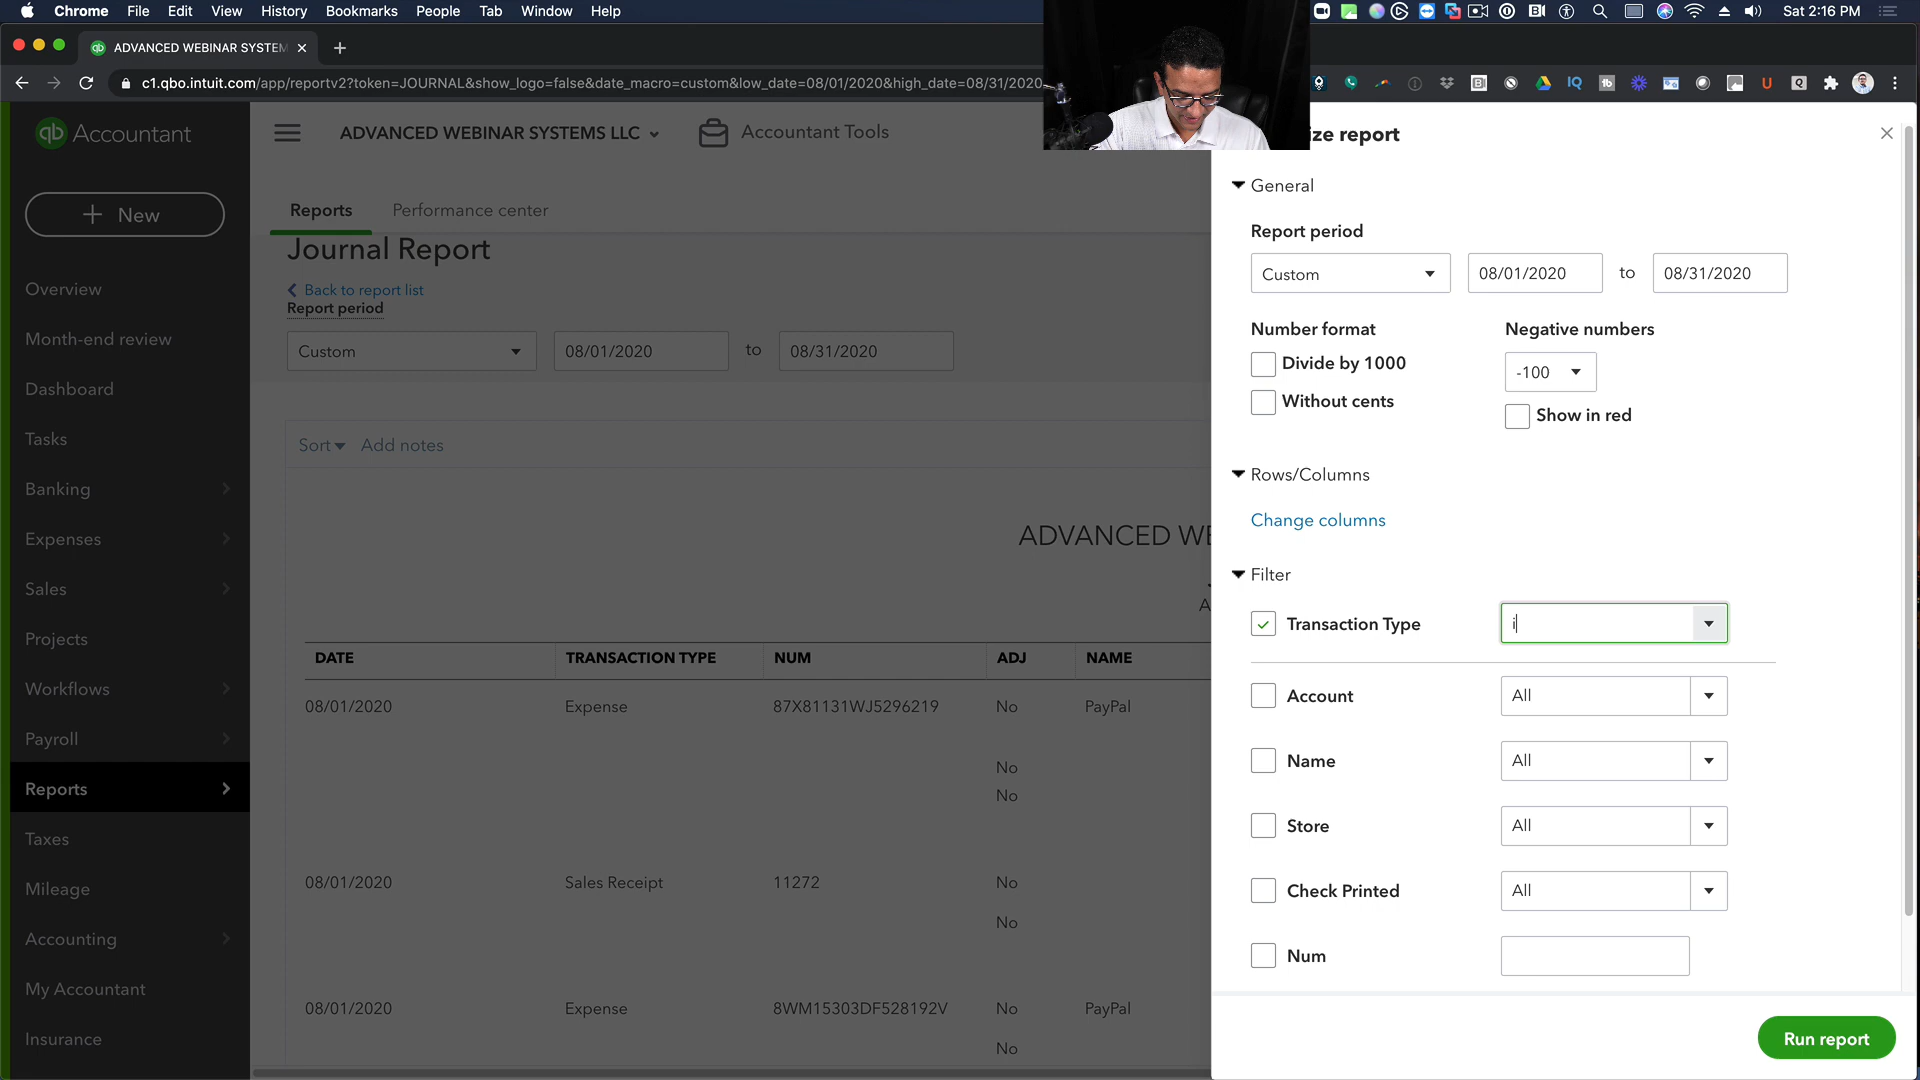 Chrome File Edit View History Bookmarks People Tab Window Help
Sat 2:16 PM
ADVANCED WEBINAR SYSTEM
c1.qbo.intuit.com/app/reportv2?token=JOURNAL&show_logo=false&date_macro=custom&low_date=08/01/2020&high_date=08/31/2020
qb Accountant
ADVANCED WEBINAR SYSTEMS LLC
Accountant Tools
New
Overview
Month-end review
Dashboard
Tasks
Banking
Expenses
Sales
Projects
Workflows
Payroll
Reports
Taxes
Mileage
Accounting
My Accountant
Insurance
Reports Performance center
Journal Report
Back to report list
Report period
Custom 08/01/2020 to 08/31/2020
Sort Add notes
ADVANCED WE
DATE TRANSACTION TYPE NUM ADJ NAME
08/01/2020 Expense 87X81131WJ5296219 No PayPal
No
No
08/01/2020 Sales Receipt 11272 No
No
08/01/2020 Expense 8WM15303DF528192V No PayPal
No
ze report
General
Report period
Custom 08/01/2020 to 08/31/2020
Number format Negative numbers
Divide by 1000 -100
Without cents Show in red
Rows/Columns
Change columns
Filter
Transaction Type i
Account All
Name All
Store All
Check Printed All
Num
Run report